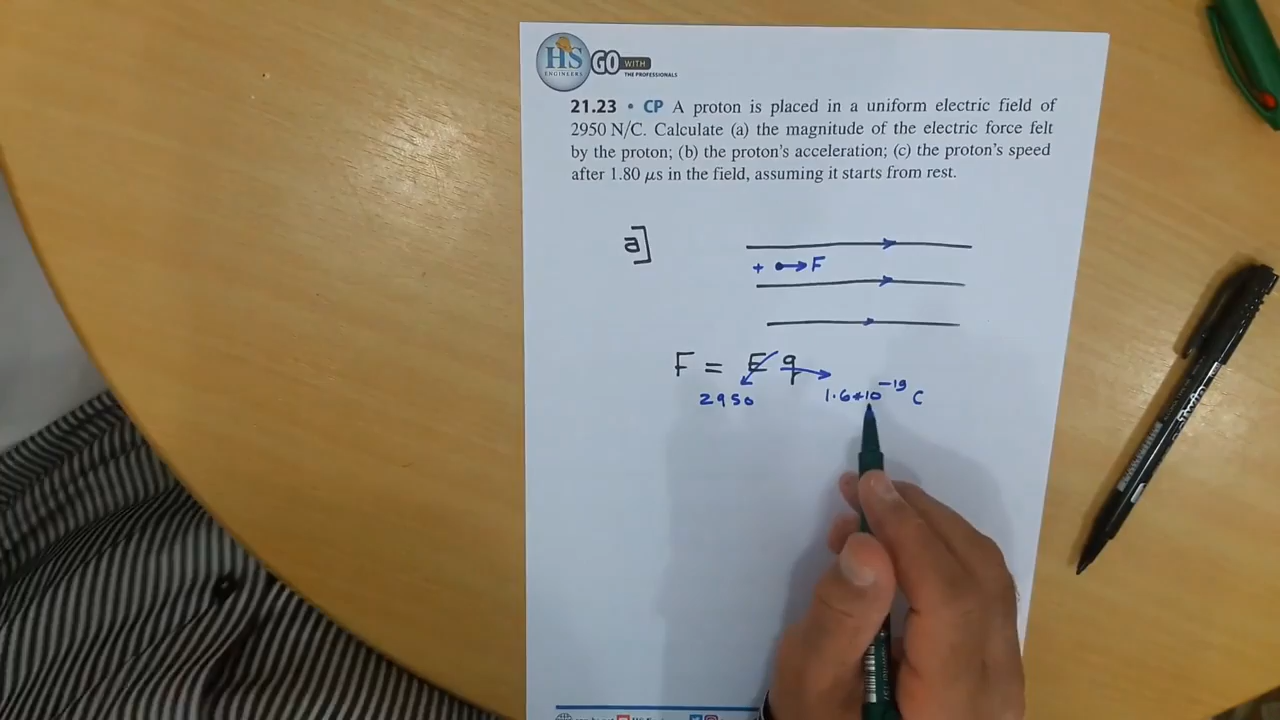 HS
ENGINEERS
GO WITH
THE PROFESSIONALS
21.23 • CP A proton is placed in a uniform electric field of
2950 N/C. Calculate (a) the magnitude of the electric force felt
by the proton; (b) the proton's acceleration; (c) the proton's speed
after 1.80 μs in the field, assuming it starts from rest.
a]
+ F
F = E q
2950 1.6*10⁻¹⁹ C